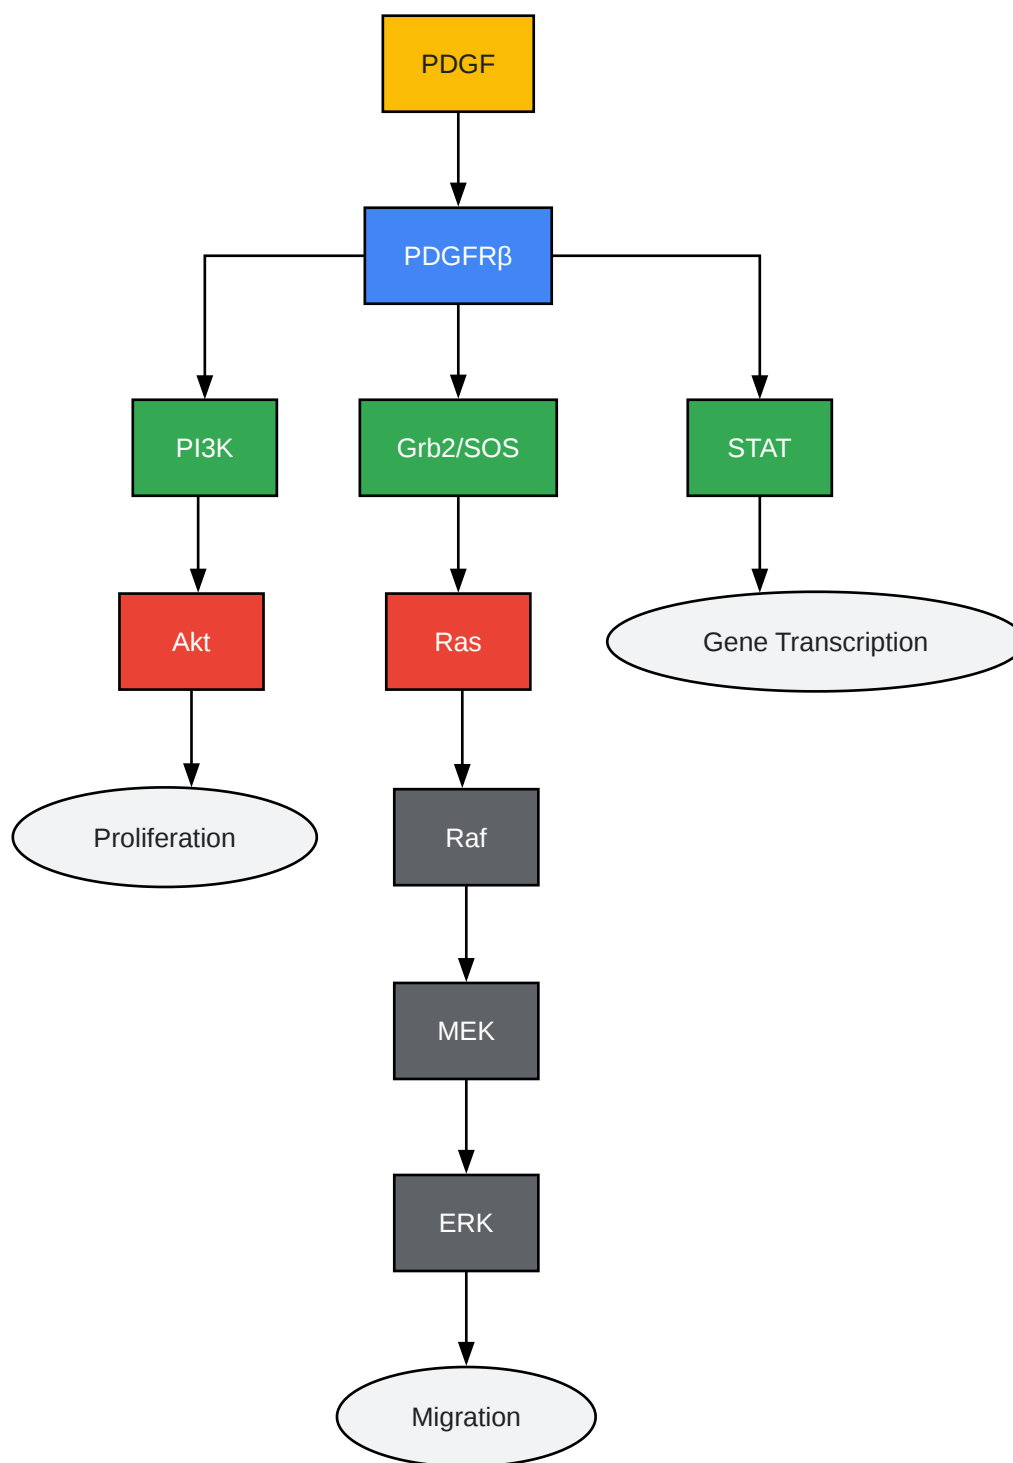 PDGF
PDGFRβ
PI3K
Grb2/SOS
STAT
Akt
Ras
Gene Transcription
Proliferation
Raf
MEK
ERK
Migration